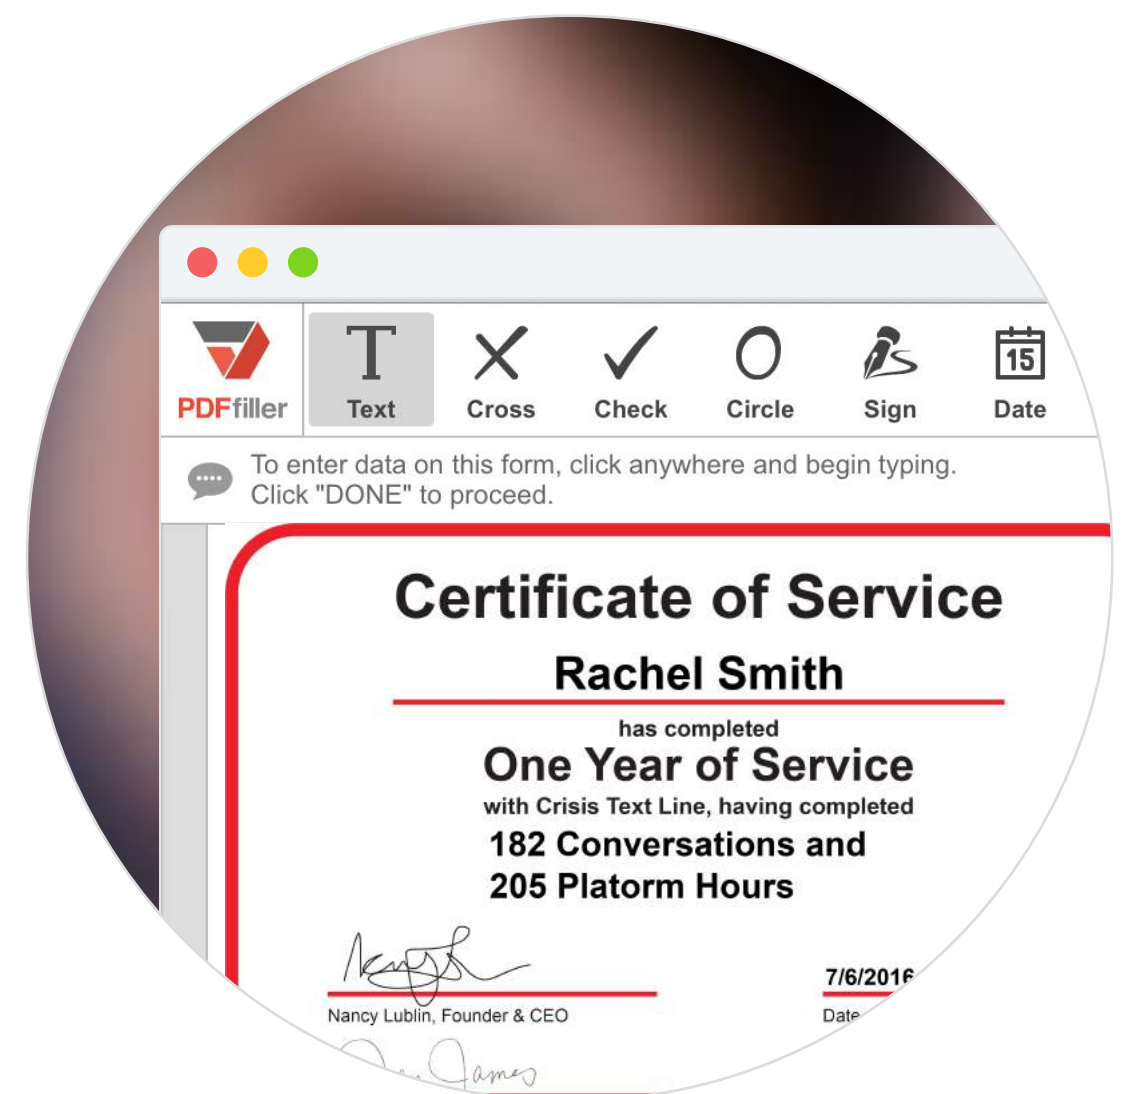 PDFfiller
Text
Cross
Check
Circle
Sign
15
Date
To enter data on this form, click anywhere and begin typing.
Click "DONE" to proceed.
Certificate of Service
Rachel Smith
has completed
One Year of Service
with Crisis Text Line, having completed
182 Conversations and
205 Platorm Hours
7/6/2016
Nancy Lublin, Founder & CEO
Date
James